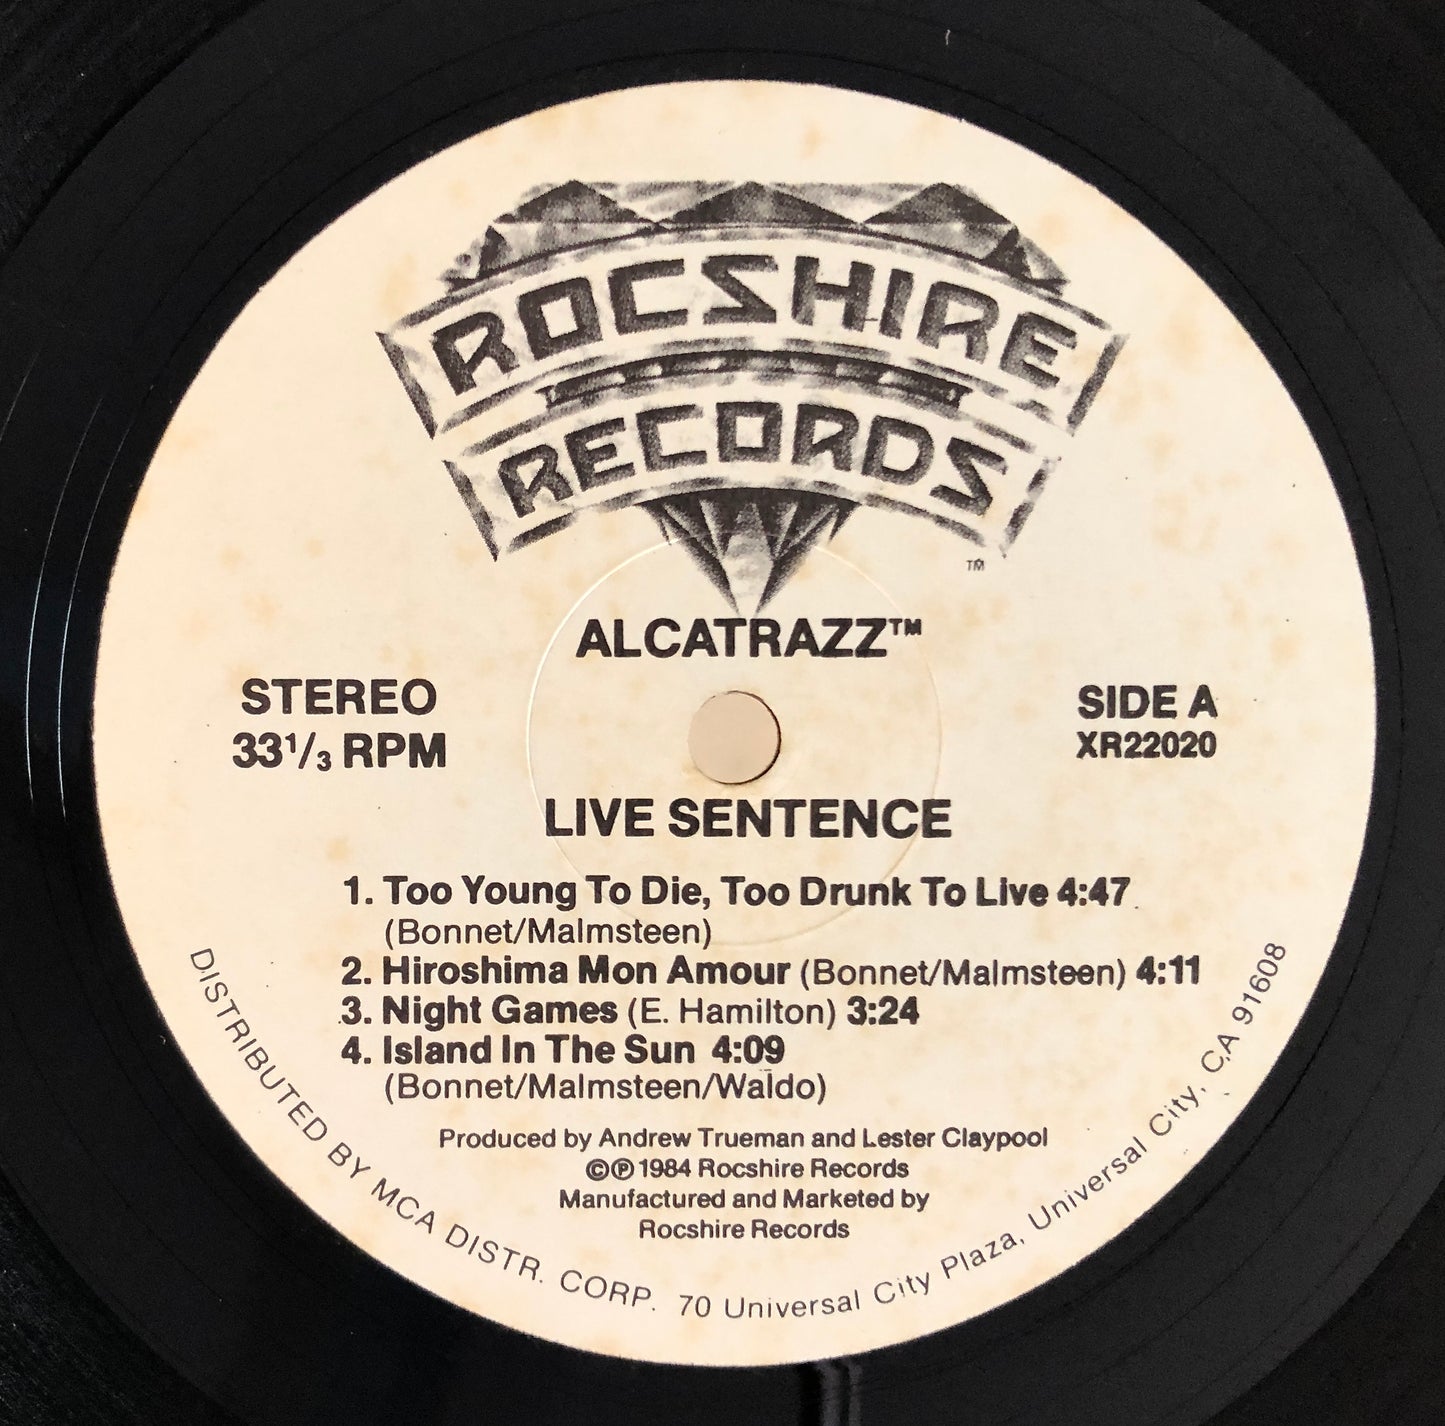 ROCSHIRE
RECORDS
TM
ALCATRAZZ™
STEREO
33 1/3 RPM
SIDE A
XR22020
LIVE SENTENCE
1. Too Young To Die, Too Drunk To Live 4:47
(Bonnet/Malmsteen)
2. Hiroshima Mon Amour (Bonnet/Malmsteen) 4:11
3. Night Games (E. Hamilton) 3:24
4. Island In The Sun 4:09
(Bonnet/Malmsteen/Waldo)
Produced by Andrew Trueman and Lester Claypool
©℗ 1984 Rocshire Records
Manufactured and Marketed by
Rocshire Records
DISTRIBUTED BY MCA DISTR. CORP. 70 Universal City Plaza, Universal City, CA 91608